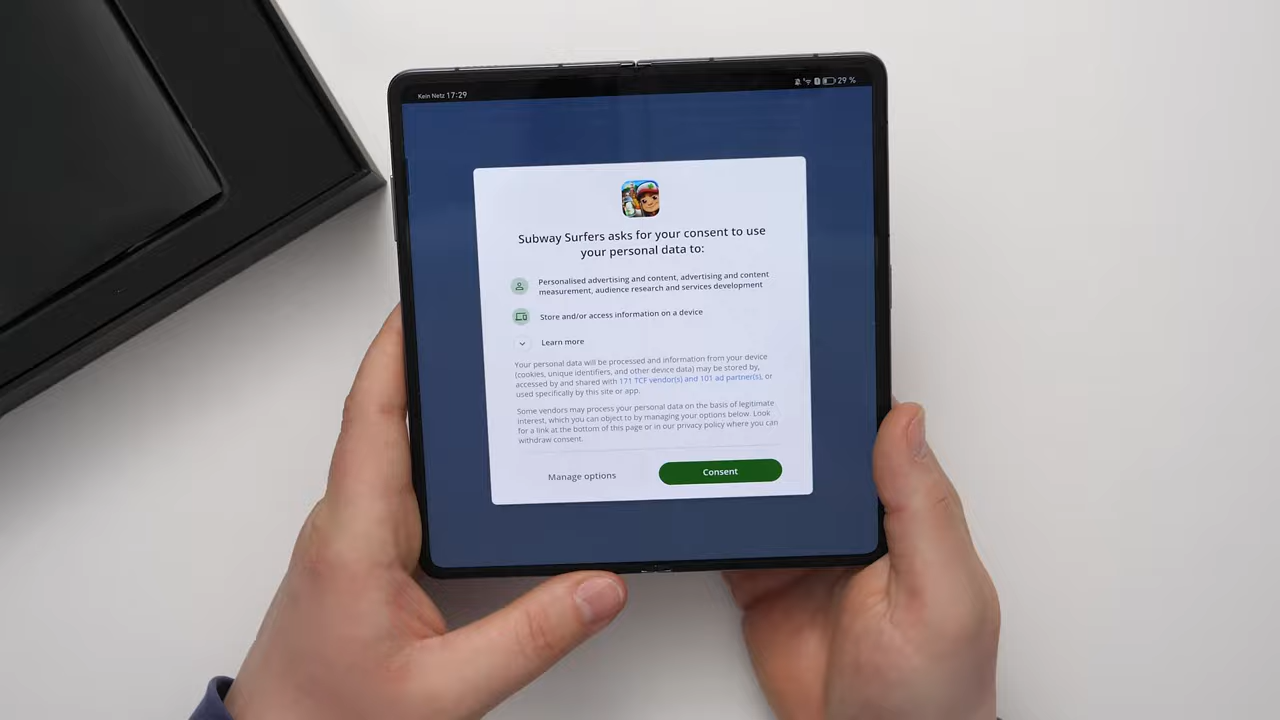 Kein Netz 17:29
29 %
Subway Surfers asks for your consent to use
your personal data to:
Personalised advertising and content, advertising and content
measurement, audience research and services development
Store and/or access information on a device
Learn more
Your personal data will be processed and information from your device
(cookies, unique identifiers, and other device data) may be stored by,
accessed by and shared with 171 TCF vendor(s) and 101 ad partner(s), or
used specifically by this site or app.
Some vendors may process your personal data on the basis of legitimate
interest, which you can object to by managing your options below. Look
for a link at the bottom of this page or in our privacy policy where you can
withdraw consent.
Manage options
Consent